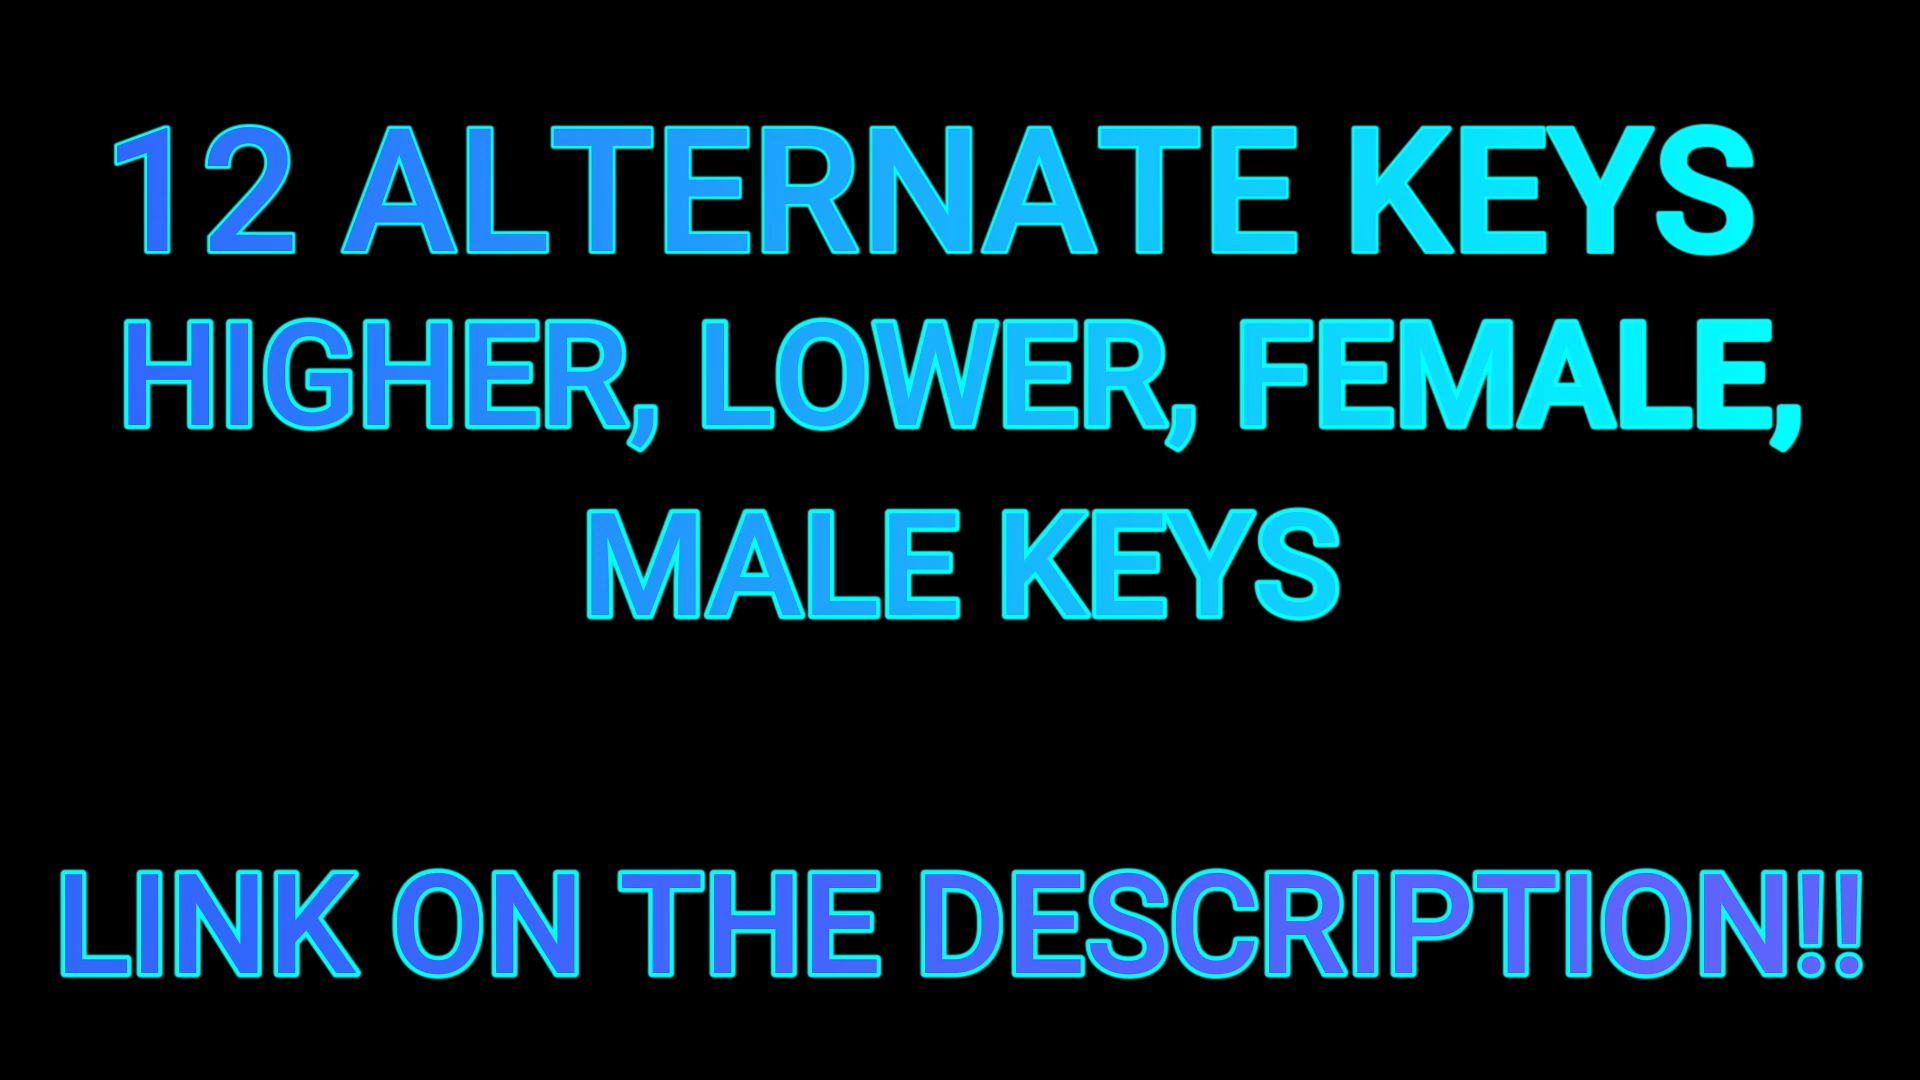 12 ALTERNATE KEYS
HIGHER, LOWER, FEMALE,
MALE KEYS
LINK ON THE DESCRIPTION!!